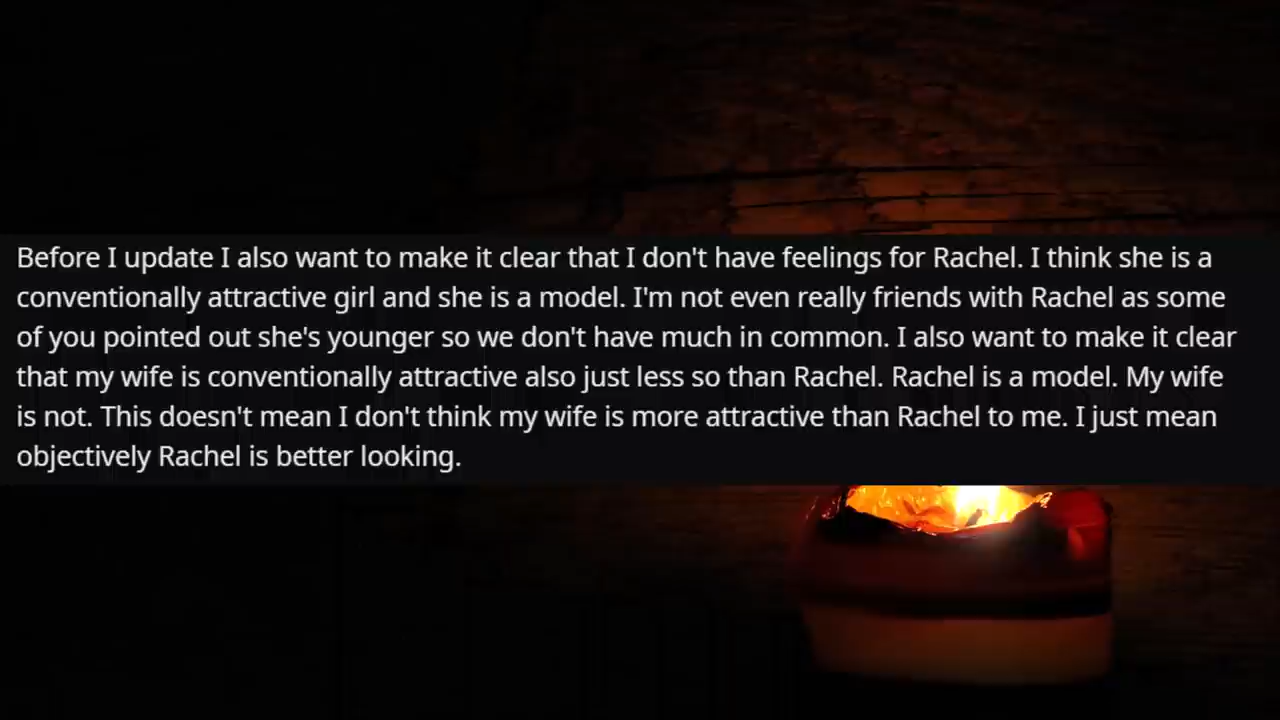 Before I update I also want to make it clear that I don't have feelings for Rachel. I think she is a
conventionally attractive girl and she is a model. I'm not even really friends with Rachel as some
of you pointed out she's younger so we don't have much in common. I also want to make it clear
that my wife is conventionally attractive also just less so than Rachel. Rachel is a model. My wife
is not. This doesn't mean I don't think my wife is more attractive than Rachel to me. I just mean
objectively Rachel is better looking.